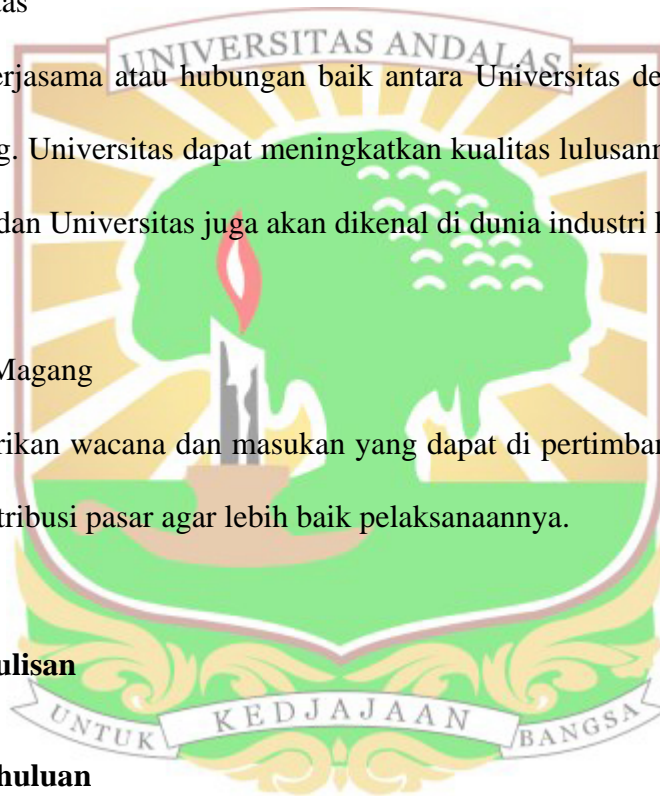 tas
UNIVERSITAS ANDALAS
erjasama atau hubungan baik antara Universitas de
g. Universitas dapat meningkatkan kualitas lulusann
dan Universitas juga akan dikenal di dunia industri
Magang
rikan wacana dan masukan yang dapat di pertimban
tribusi pasar agar lebih baik pelaksanaannya.
ulisan
UNTUK KEDJAJAAN BANGSA
huluan